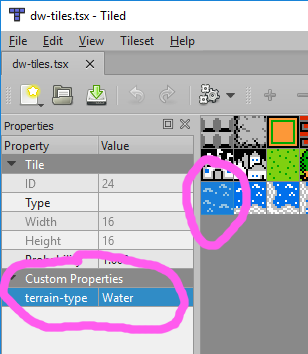 dw-tiles.tsx - Tiled
File Edit View Tileset Help
dw-tiles.tsx
Properties
Property Value
Tile
ID 24
Type
Width 16
Height 16
Probability 1.000
Custom Properties
terrain-type Water